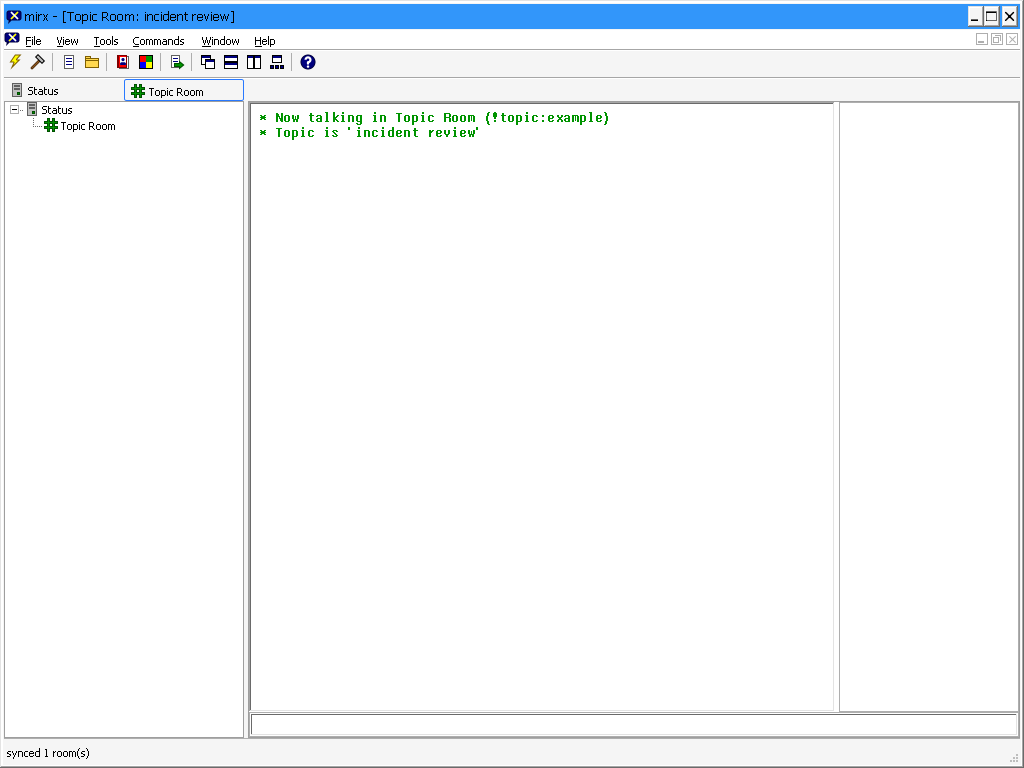 mirx - [Topic Room: incident review]
File View Tools Commands Window Help
Status Topic Room
Status
Topic Room
* Now talking in Topic Room (!topic:example)
* Topic is 'incident review'
synced 1 room(s)